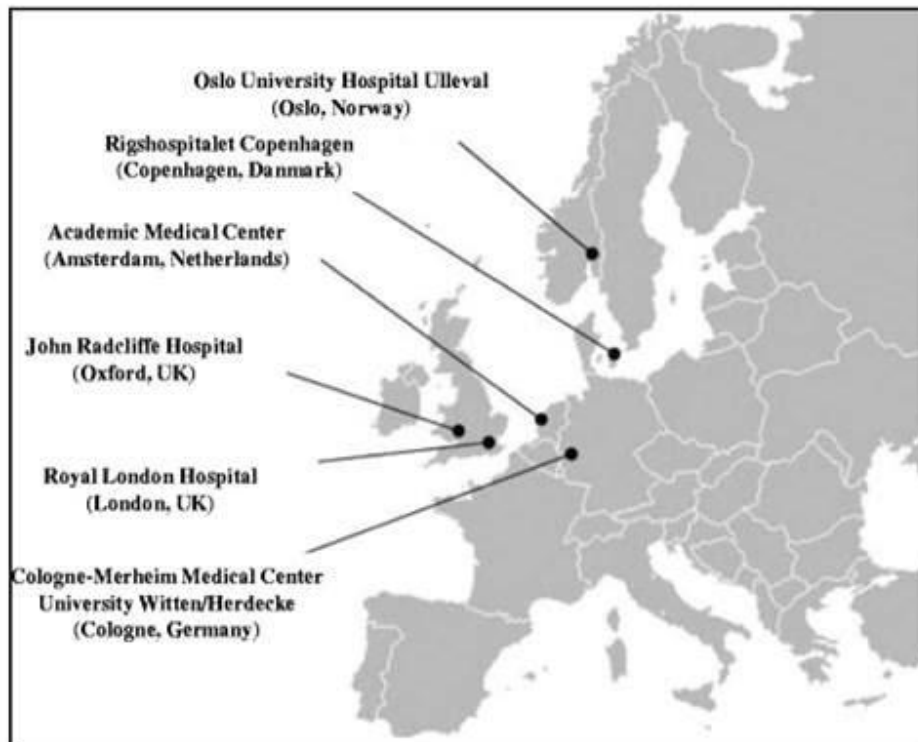 Oslo University Hospital Ulleval
(Oslo, Norway)
Rigshospitalet Copenhagen
(Copenhagen, Danmark)
Academic Medical Center
(Amsterdam, Netherlands)
John Radcliffe Hospital
(Oxford, UK)
Royal London Hospital
(London, UK)
Cologne-Merheim Medical Center
University Witten/Herdecke
(Cologne, Germany)